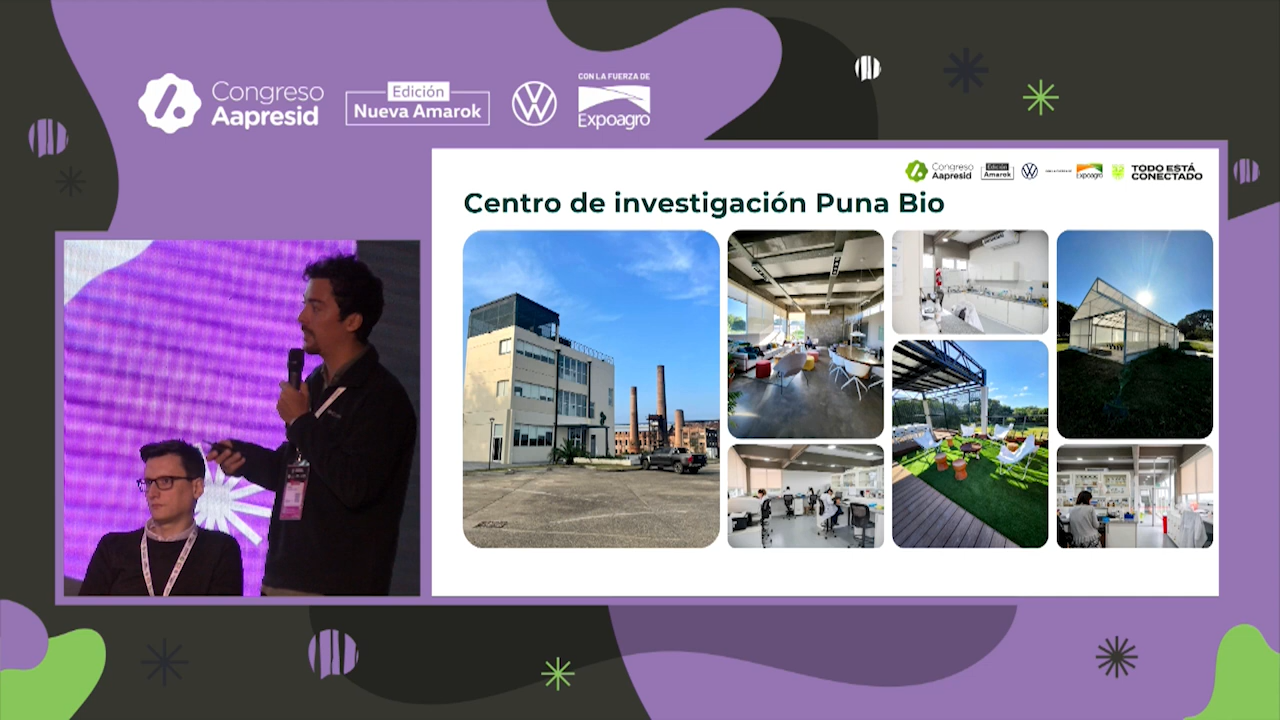 Congreso
Aapresid
Edición
Nueva Amarok
CON LA FUERZA DE
Expoagro
Congreso
Aapresid
Edición
Amarok
Expoagro
TODO ESTÁ
CONECTADO
Centro de investigación Puna Bio